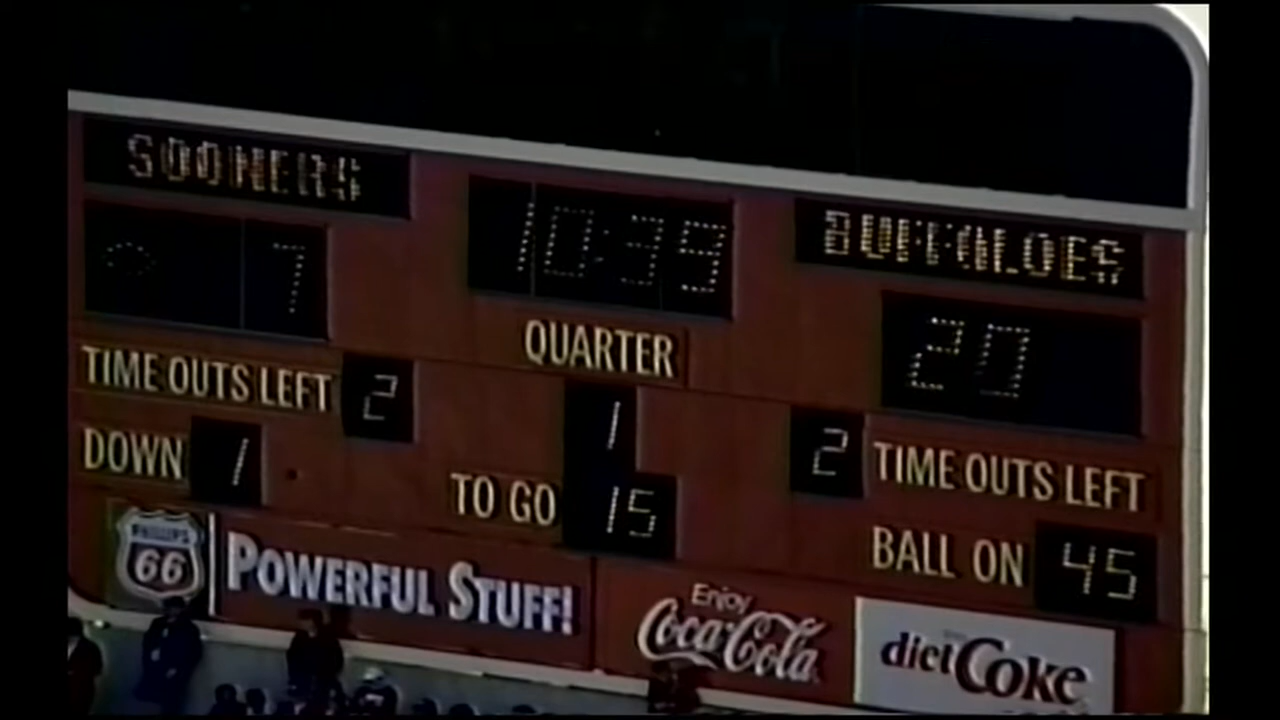 SOONERS
7
10:39
BUFFALOES
20
QUARTER
1
TIME OUTS LEFT 2
2 TIME OUTS LEFT
DOWN 1
TO GO 15
BALL ON 45
PHILLIPS
66
POWERFUL STUFF!
Enjoy
Coca-Cola
diet Coke